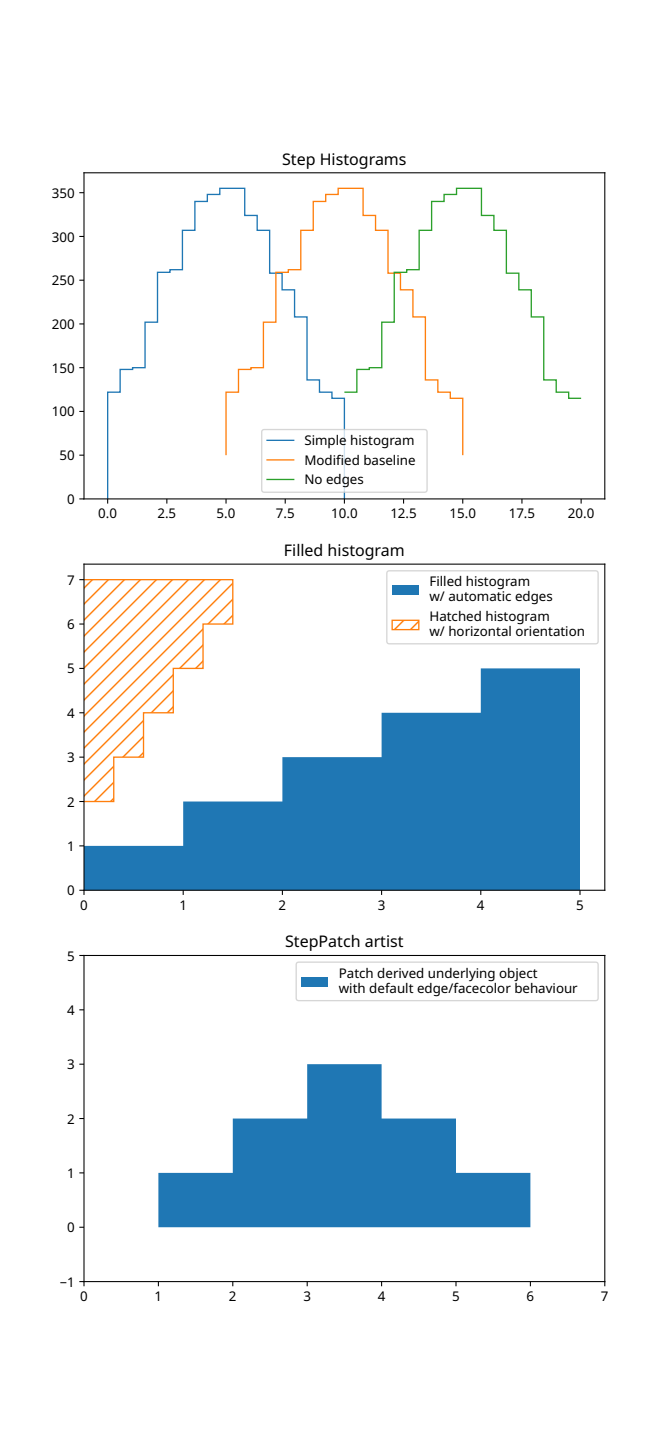 Step Histograms
350
300
250
200
150
100
50
0
Simple histogram
Modified baseline
No edges
0.0 2.5 5.0 7.5 10.0 12.5 15.0 17.5 20.0
Filled histogram
7
6
5
4
3
2
1
0
Filled histogram
w/ automatic edges
Hatched histogram
w/ horizontal orientation
0 1 2 3 4 5
StepPatch artist
5
4
3
2
1
0
−1
Patch derived underlying object
with default edge/facecolor behaviour
0 1 2 3 4 5 6 7